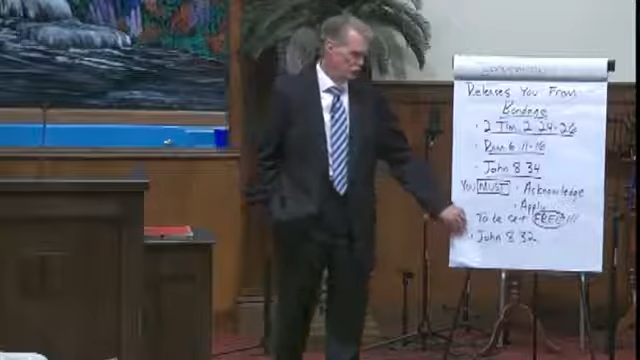 Releases You From
Bondage
• 2 Tim 2 24-26
• Rom 6 11-16
• John 8 34
You MUST • Acknowledge
• Apply
To be set FREE!!!
• John 8 32